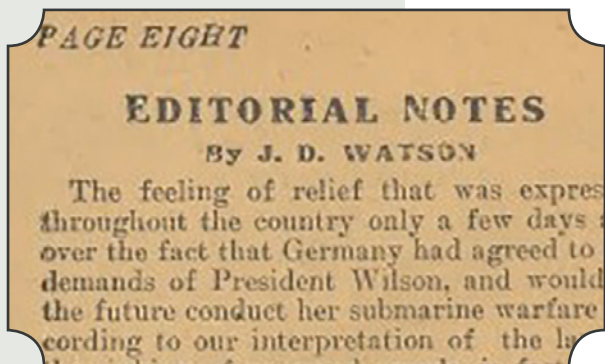 PAGE EIGHT
EDITORIAL NOTES
By J. D. WATSON
The feeling of relief that was expres
throughout the country only a few days
over the fact that Germany had agreed to
demands of President Wilson, and would
the future conduct her submarine warfare
cording to our interpretation of the la